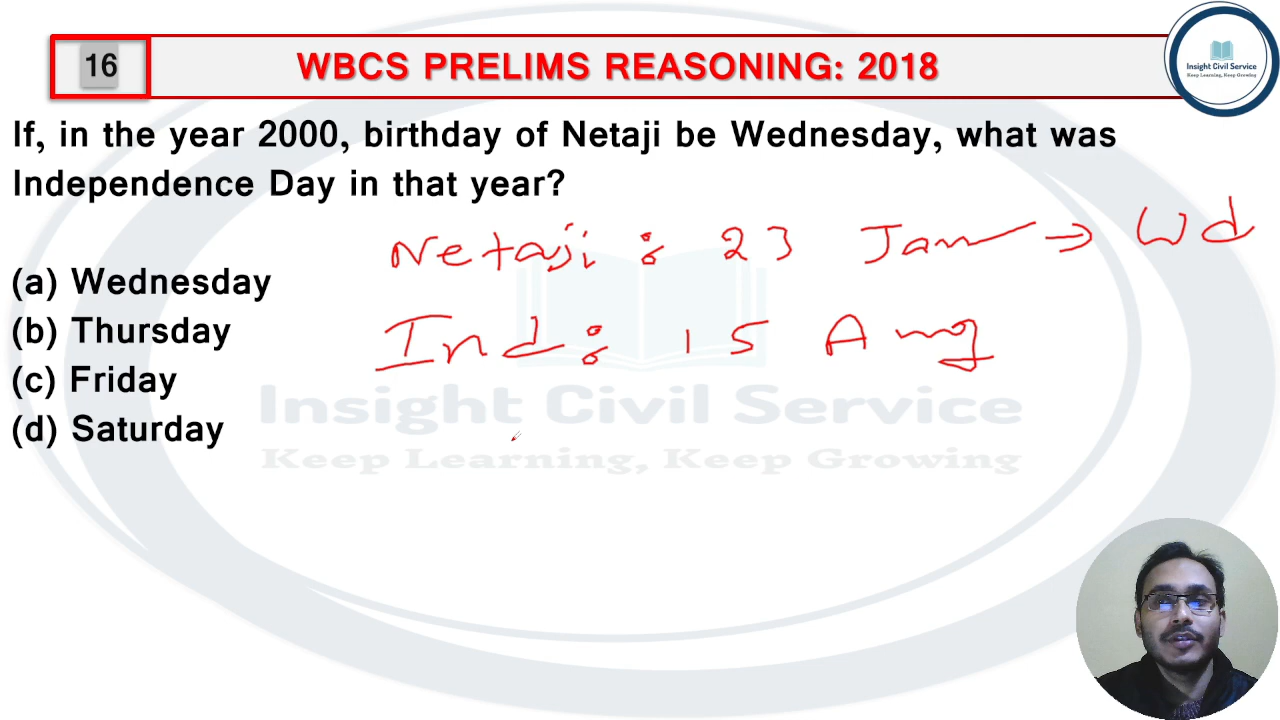 16
WBCS PRELIMS REASONING: 2018
Insight Civil Service
Keep Learning, Keep Growing
If, in the year 2000, birthday of Netaji be Wednesday, what was
Independence Day in that year?
Netaji : 23 Jan → Wd
(a) Wednesday
Ind : 15 Aug
(b) Thursday
(c) Friday
Insight Civil Service
(d) Saturday
Keep Learning, Keep Growing